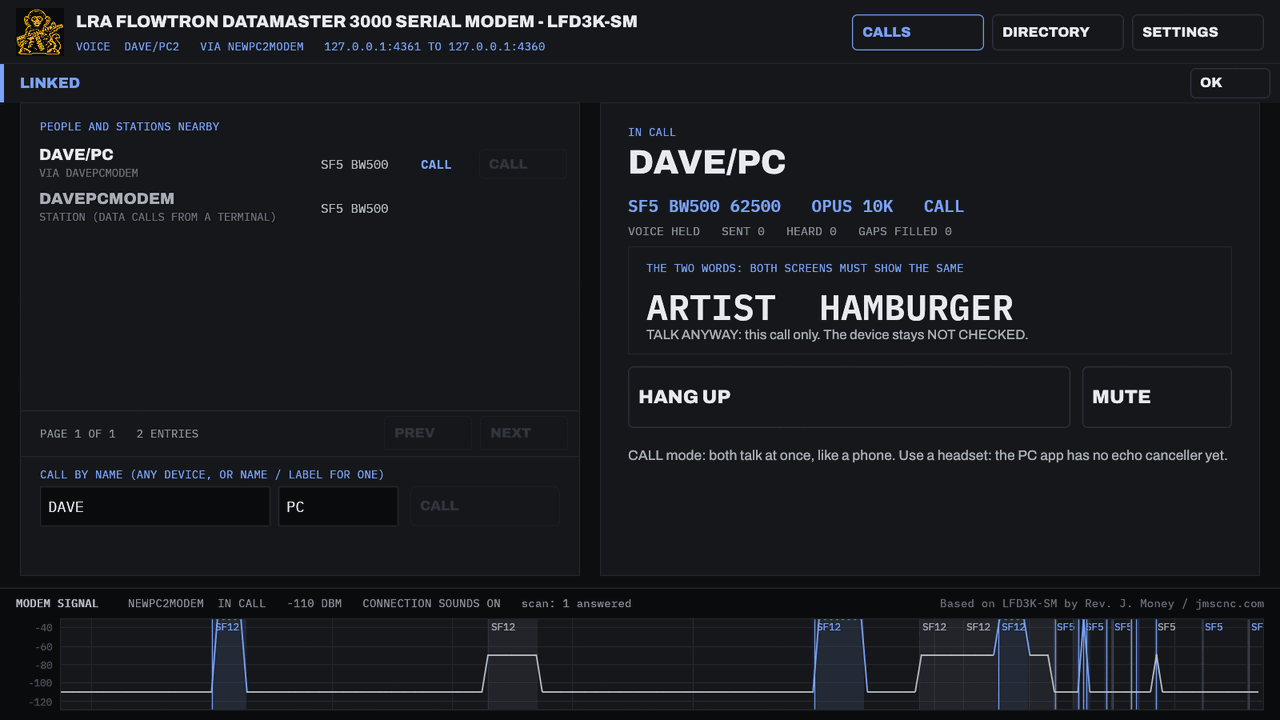 LRA FLOWTRON DATAMASTER 3000 SERIAL MODEM - LFD3K-SM
VOICE DAVE/PC2 VIA NEWPC2MODEM 127.0.0.1:4361 TO 127.0.0.1:4360
CALLS DIRECTORY SETTINGS
LINKED
OK
PEOPLE AND STATIONS NEARBY
DAVE/PC
VIA DAVEPCMODEM
SF5 BW500 CALL CALL
DAVEPCMODEM
STATION (DATA CALLS FROM A TERMINAL)
SF5 BW500
PAGE 1 OF 1 2 ENTRIES PREV NEXT
CALL BY NAME (ANY DEVICE, OR NAME / LABEL FOR ONE)
DAVE PC CALL
IN CALL
DAVE/PC
SF5 BW500 62500 OPUS 10K CALL
VOICE HELD SENT 0 HEARD 0 GAPS FILLED 0
THE TWO WORDS: BOTH SCREENS MUST SHOW THE SAME
ARTIST HAMBURGER
TALK ANYWAY: this call only. The device stays NOT CHECKED.
HANG UP MUTE
CALL mode: both talk at once, like a phone. Use a headset: the PC app has no echo canceller yet.
MODEM SIGNAL NEWPC2MODEM IN CALL -110 DBM CONNECTION SOUNDS ON scan: 1 answered
Based on LFD3K-SM by Rev. J. Money / jmscnc.com
SF12 SF12 SF12 SF12 SF12 SF12 SF5 SF5 SF5 SF5 SF5 SF
-40
-60
-80
-100
-120